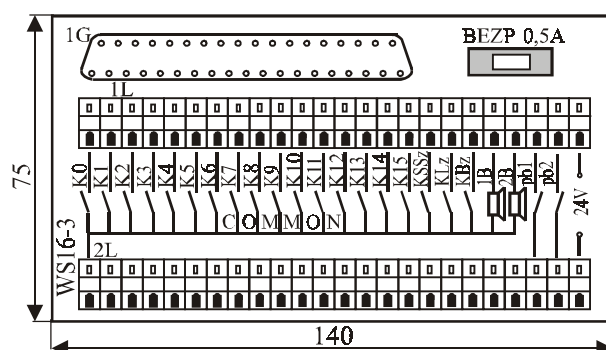 1G
BEZP 0,5A
1L
K0 K1 K2 K3 K4 K5 K6 K7 K8 K9 K10 K11 K12 K13 K14 K15 KSSz KLz KBz 1B 2B pb1 pb2
24V
COMMON
2L
WS16-3
75
140